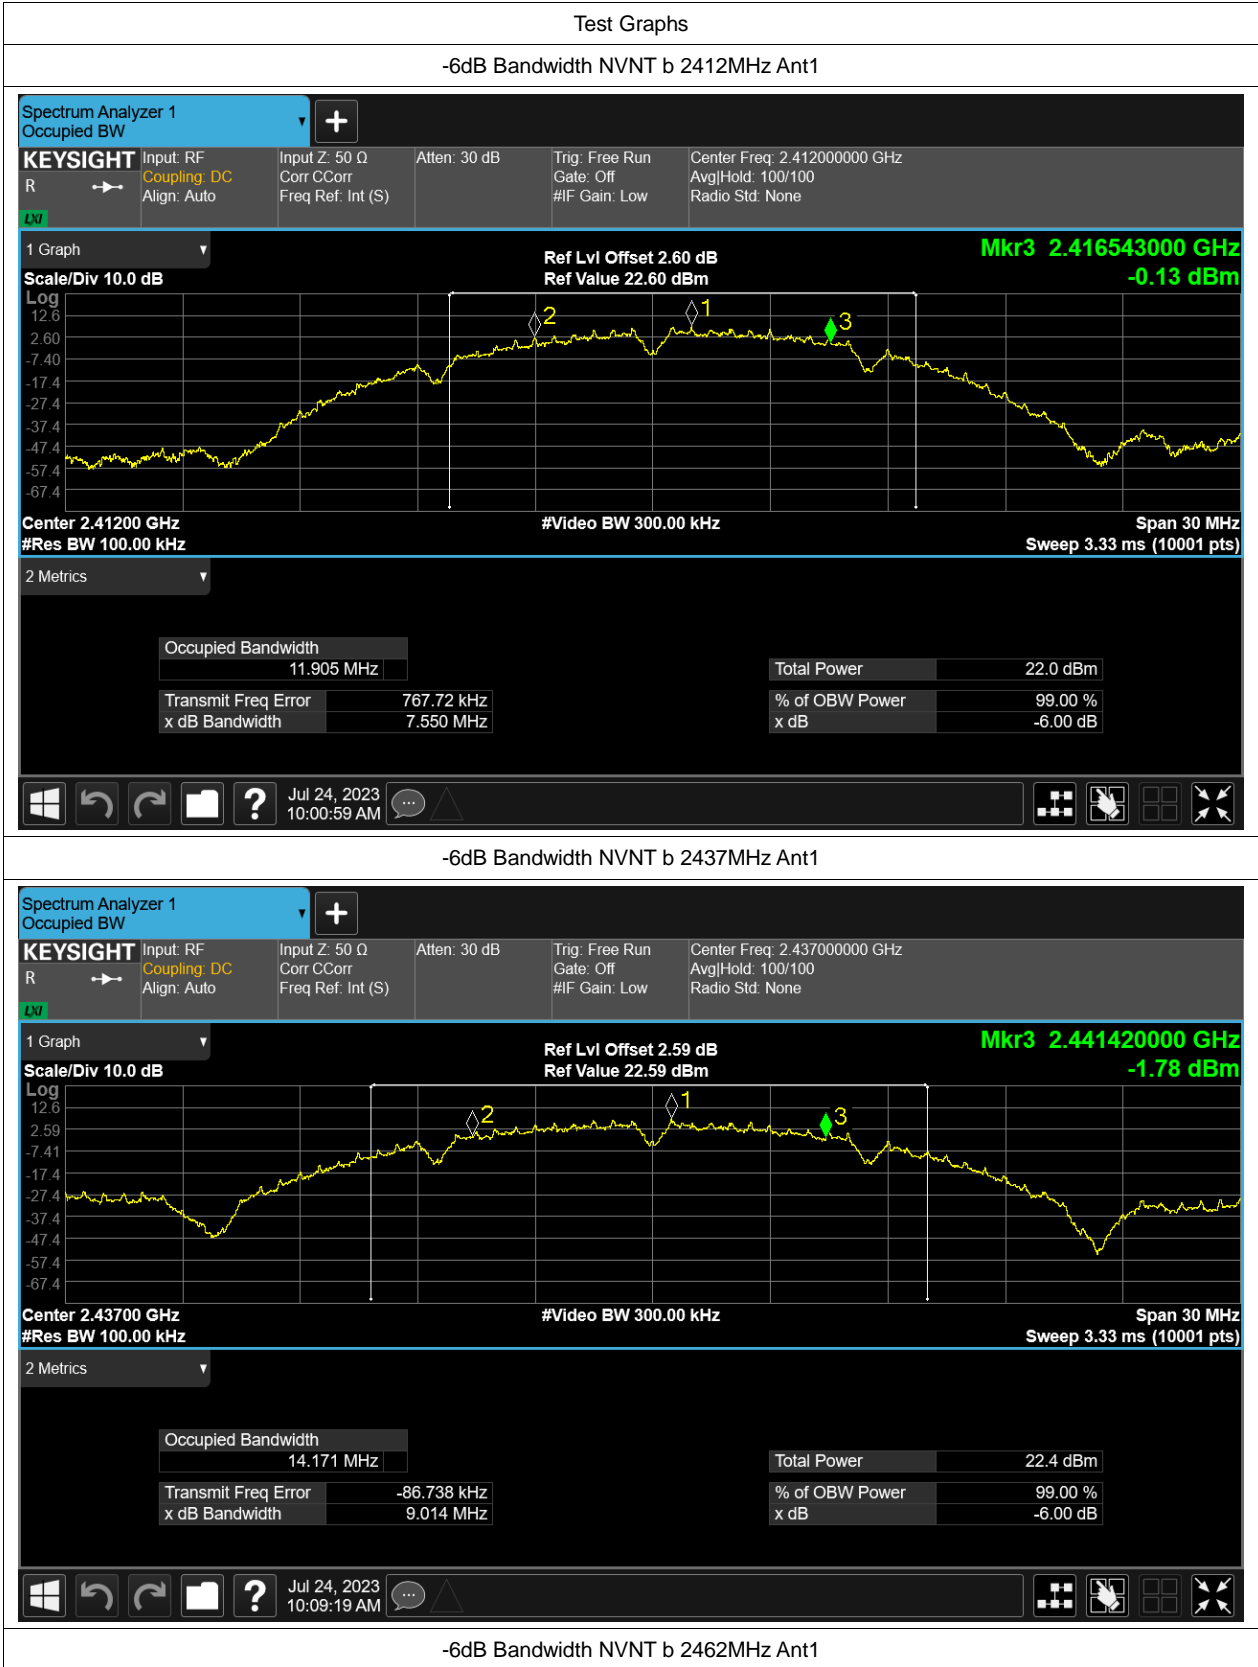 Test Graphs
-6dB Bandwidth NVNT b 2412MHz Ant1
Spectrum Analyzer 1
Occupied BW
KEYSIGHT Input: RF Input Z: 50 Ω Atten: 30 dB Trig: Free Run Center Freq: 2.412000000 GHz
R Coupling: DC Corr CCorr Gate: Off Avg|Hold: 100/100
Align: Auto Freq Ref: Int (S) #IF Gain: Low Radio Std: None
LXI
1 Graph Ref Lvl Offset 2.60 dB Mkr3 2.416543000 GHz
Scale/Div 10.0 dB Ref Value 22.60 dBm -0.13 dBm
Log
12.6
2.60
-7.40
-17.4
-27.4
-37.4
-47.4
-57.4
-67.4
2 1 3
Center 2.41200 GHz #Video BW 300.00 kHz Span 30 MHz
#Res BW 100.00 kHz Sweep 3.33 ms (10001 pts)
2 Metrics
Occupied Bandwidth
11.905 MHz Total Power 22.0 dBm
Transmit Freq Error 767.72 kHz % of OBW Power 99.00 %
x dB Bandwidth 7.550 MHz x dB -6.00 dB
? Jul 24, 2023
10:00:59 AM
-6dB Bandwidth NVNT b 2437MHz Ant1
Spectrum Analyzer 1
Occupied BW
KEYSIGHT Input: RF Input Z: 50 Ω Atten: 30 dB Trig: Free Run Center Freq: 2.437000000 GHz
R Coupling: DC Corr CCorr Gate: Off Avg|Hold: 100/100
Align: Auto Freq Ref: Int (S) #IF Gain: Low Radio Std: None
LXI
1 Graph Ref Lvl Offset 2.59 dB Mkr3 2.441420000 GHz
Scale/Div 10.0 dB Ref Value 22.59 dBm -1.78 dBm
Log
12.6
2.59
-7.41
-17.4
-27.4
-37.4
-47.4
-57.4
-67.4
2 1 3
Center 2.43700 GHz #Video BW 300.00 kHz Span 30 MHz
#Res BW 100.00 kHz Sweep 3.33 ms (10001 pts)
2 Metrics
Occupied Bandwidth
14.171 MHz Total Power 22.4 dBm
Transmit Freq Error -86.738 kHz % of OBW Power 99.00 %
x dB Bandwidth 9.014 MHz x dB -6.00 dB
? Jul 24, 2023
10:09:19 AM
-6dB Bandwidth NVNT b 2462MHz Ant1